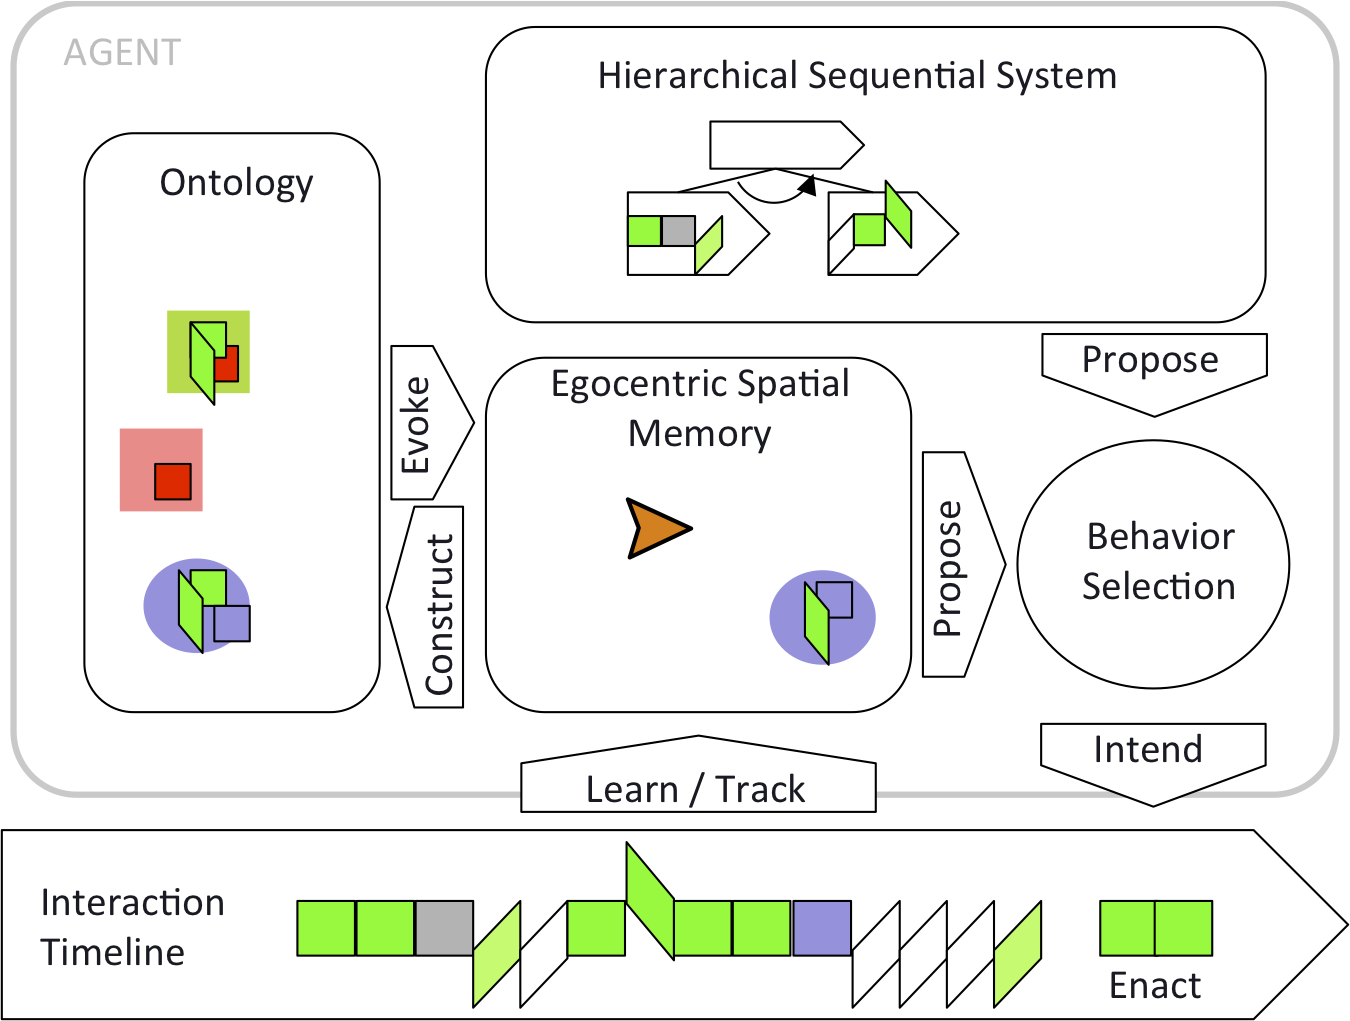 AGENT
Hierarchical Sequential System
Ontology
Propose
Egocentric Spatial
Memory
Evoke
Construct
Propose
Behavior
Selection
Intend
Learn / Track
Interaction
Timeline
Enact